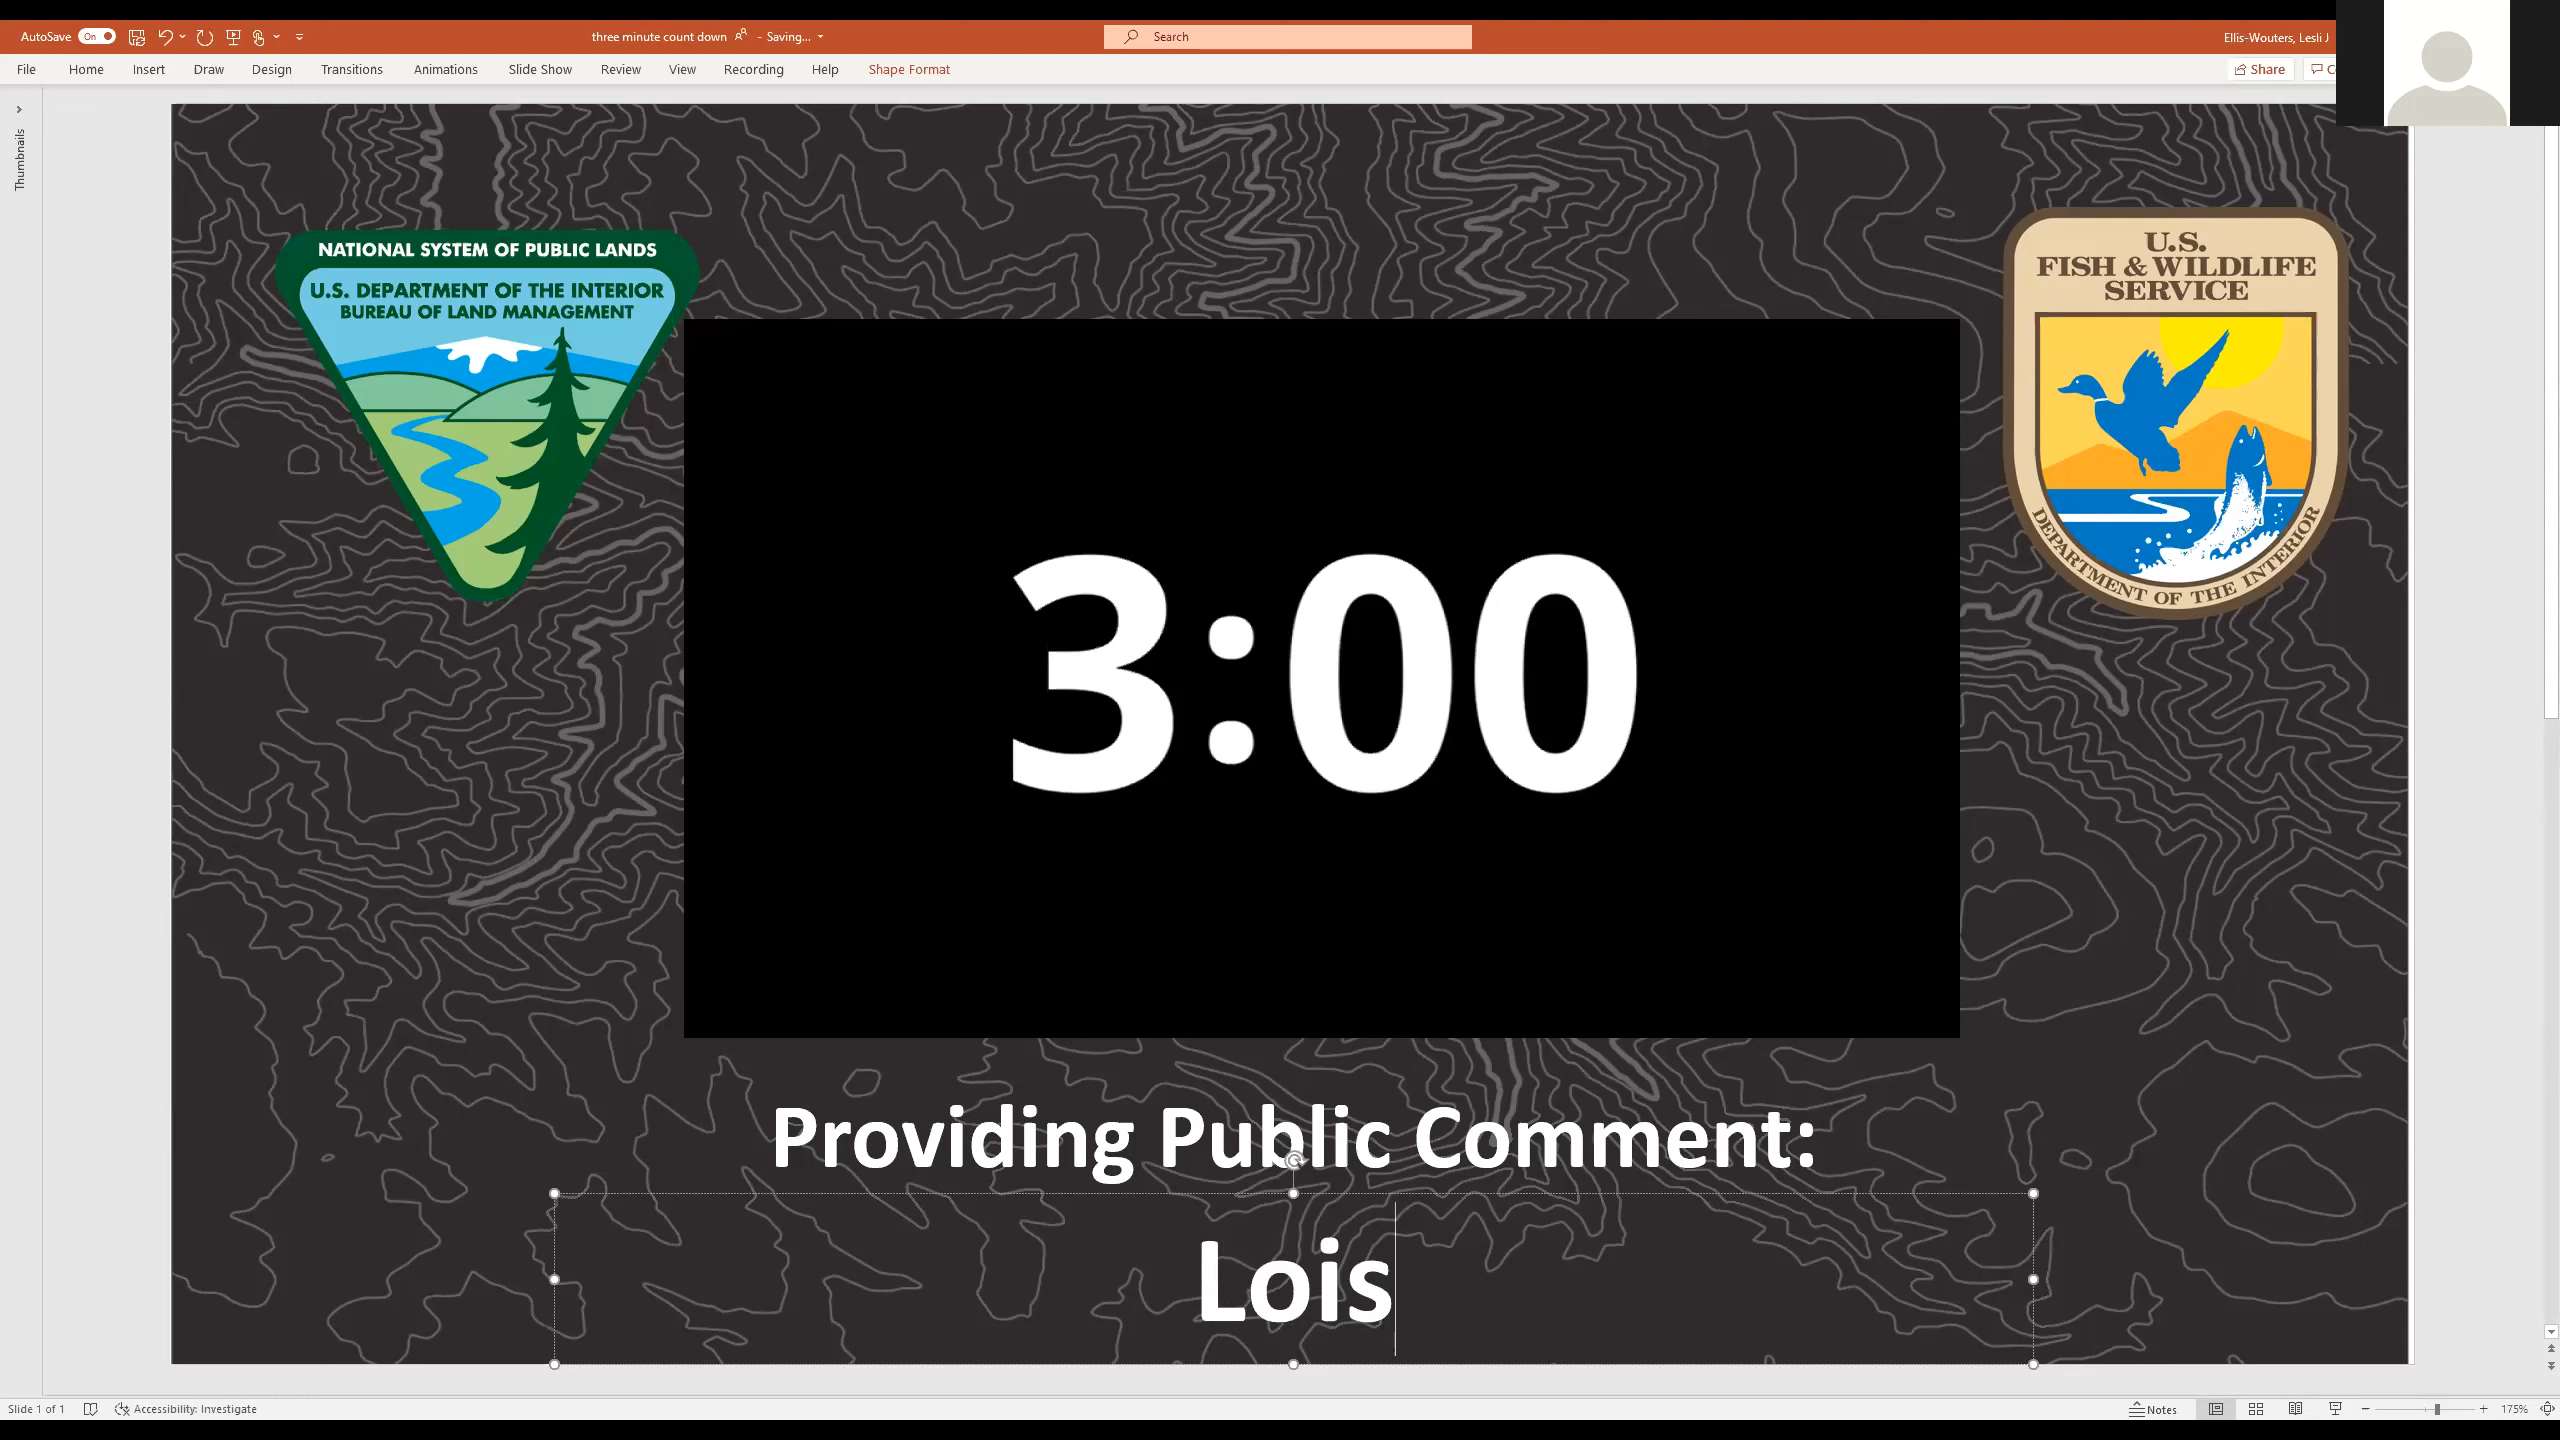 AutoSave On three minute count down - Saving... Search Ellis-Wouters, Lesli J
File Home Insert Draw Design Transitions Animations Slide Show Review View Recording Help Shape Format Share
Thumbnails
NATIONAL SYSTEM OF PUBLIC LANDS
U.S. DEPARTMENT OF THE INTERIOR
BUREAU OF LAND MANAGEMENT
U.S.
FISH & WILDLIFE
SERVICE
DEPARTMENT OF THE INTERIOR
3:00
Providing Public Comment:
Lois
Slide 1 of 1 Accessibility: Investigate Notes 175%